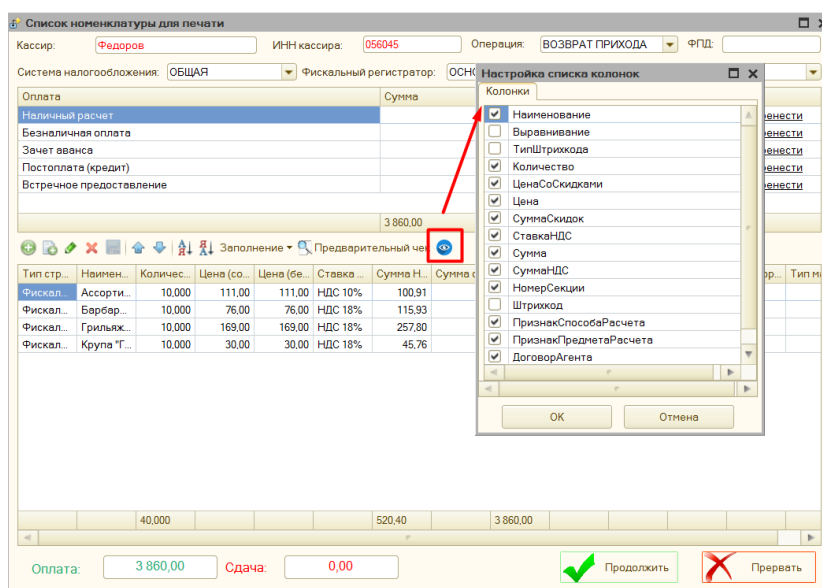 Список номенклатуры для печати
Кассир: Федоров ИНН кассира: 056045 Операция: ВОЗВРАТ ПРИХОДА ФПД:
Система налогообложения: ОБЩАЯ Фискальный регистратор:
Оплата Сумма
Наличный расчет
Безналичная оплата
Зачет аванса
Постоплата (кредит)
Встречное предоставление
3 860,00
Заполнение Предварительный чек
Тип стр... Наимен... Количес... Цена (со... Цена (бе... Ставка ... Сумма Н... Сумма
Фискал... Ассорти... 10,000 111,00 111,00 НДС 10% 100,91
Фискал... Барбар... 10,000 76,00 76,00 НДС 18% 115,93
Фискал... Грильяж... 10,000 169,00 169,00 НДС 18% 257,80
Фискал... Крупа "Г... 10,000 30,00 30,00 НДС 18% 45,76
40,000 520,40 3 860,00
Оплата: 3 860,00 Сдача: 0,00 Продолжить Прервать
Настройка списка колонок
Колонки
Наименование
Выравнивание
ТипШтрихкода
Количество
ЦенаСоСкидками
Цена
СуммаСкидок
СтавкаНДС
Сумма
СуммаНДС
НомерСекции
Штрихкод
ПризнакСпособаРасчета
ПризнакПредметаРасчета
ДоговорАгента
ОК Отмена